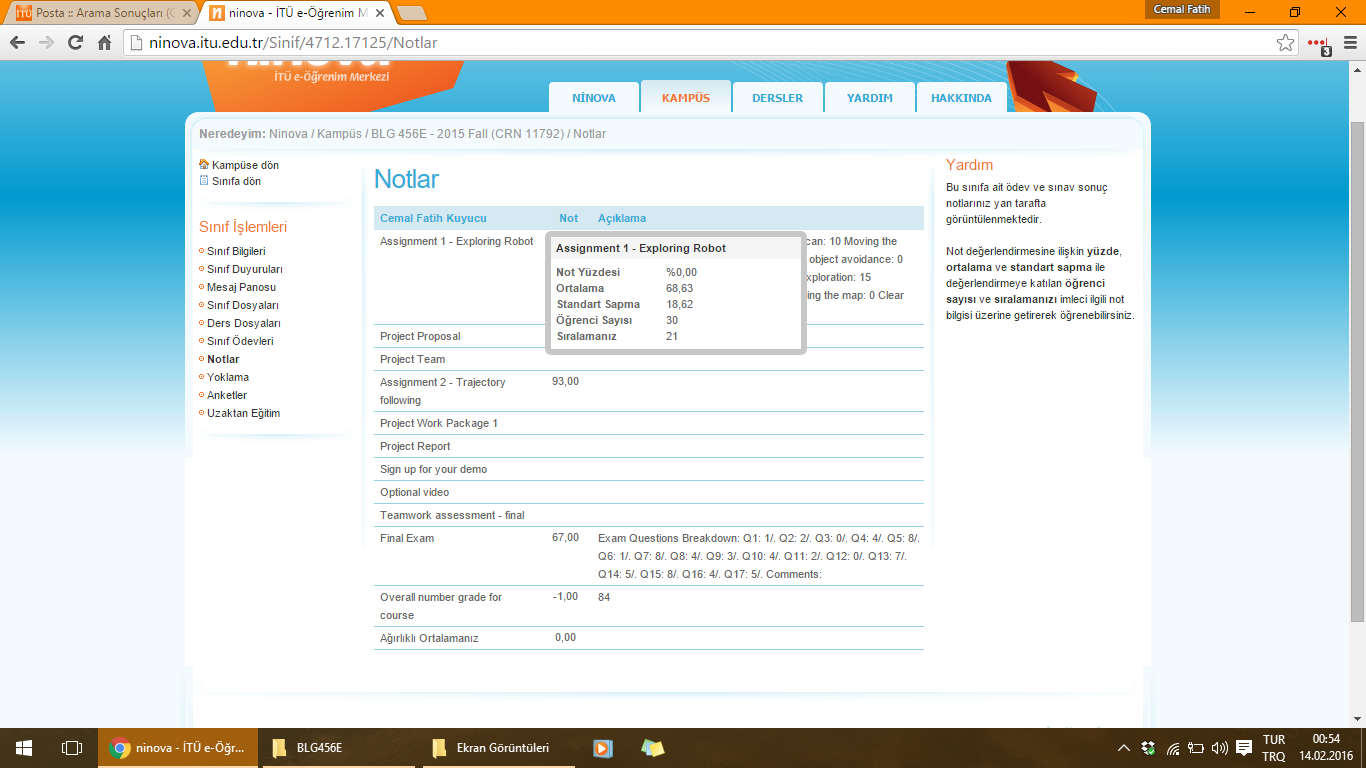 Posta :: Arama Sonuçları (
ninova - İTÜ e-Öğrenim M
Cemal Fatih
ninova.itu.edu.tr/Sinif/4712.17125/Notlar
3
İTÜ e-Öğrenim Merkezi
NİNOVA KAMPÜS DERSLER YARDIM HAKKINDA
Neredeyim: Ninova / Kampüs / BLG 456E - 2015 Fall (CRN 11792) / Notlar
Kampüse dön
Sınıfa dön
Sınıf İşlemleri
Sınıf Bilgileri
Sınıf Duyuruları
Mesaj Panosu
Sınıf Dosyaları
Ders Dosyaları
Sınıf Ödevleri
Notlar
Yoklama
Anketler
Uzaktan Eğitim
Notlar
Cemal Fatih Kuyucu Not Açıklama
Assignment 1 - Exploring Robot
can: 10 Moving the
object avoidance: 0
xploration: 15
ing the map: 0 Clear
Assignment 1 - Exploring Robot
Not Yüzdesi %0,00
Ortalama 68,63
Standart Sapma 18,62
Öğrenci Sayısı 30
Sıralamanız 21
Project Proposal
Project Team
Assignment 2 - Trajectory 93,00
following
Project Work Package 1
Project Report
Sign up for your demo
Optional video
Teamwork assessment - final
Final Exam 67,00 Exam Questions Breakdown: Q1: 1/. Q2: 2/. Q3: 0/. Q4: 4/. Q5: 8/.
Q6: 1/. Q7: 8/. Q8: 4/. Q9: 3/. Q10: 4/. Q11: 2/. Q12: 0/. Q13: 7/.
Q14: 5/. Q15: 8/. Q16: 4/. Q17: 5/. Comments:
Overall number grade for -1,00 84
course
Ağırlıklı Ortalamanız 0,00
Yardım
Bu sınıfa ait ödev ve sınav sonuç
notlarınız yan tarafta
görüntülenmektedir.
Not değerlendirmesine ilişkin yüzde,
ortalama ve standart sapma ile
değerlendirmeye katılan öğrenci
sayısı ve sıralamanızı imleci ilgili not
bilgisi üzerine getirerek öğrenebilirsiniz.
ninova - İTÜ e-Öğr...
BLG456E
Ekran Görüntüleri
TUR
TRQ
00:54
14.02.2016